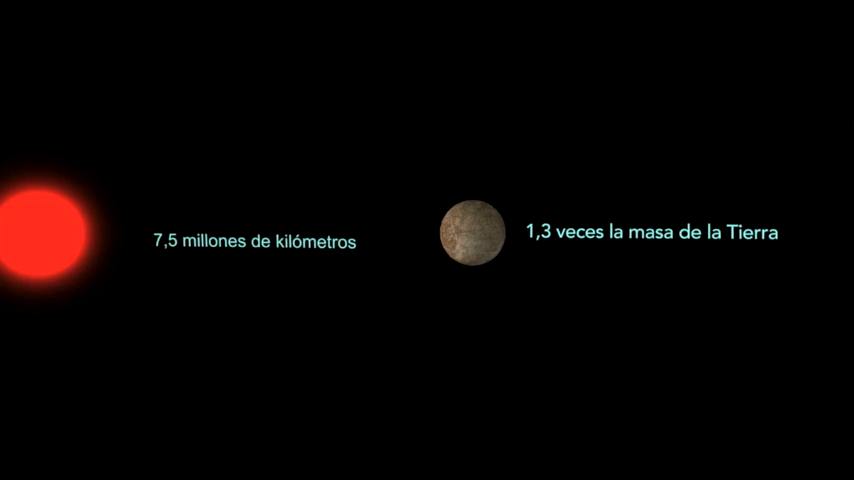 7,5 millones de kilómetros
1,3 veces la masa de la Tierra